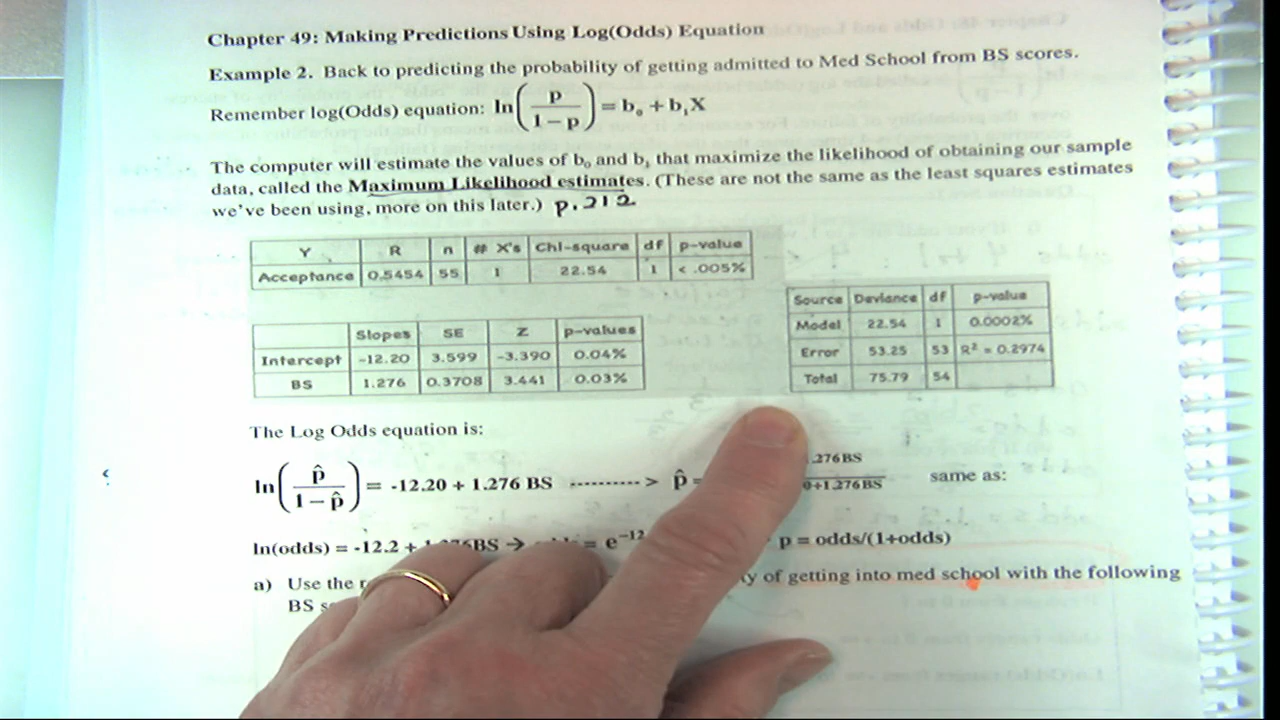 Chapter 49: Making Predictions Using Log(Odds) Equation
Example 2. Back to predicting the probability of getting admitted to Med School from BS scores.
Remember log(Odds) equation: ln(p/1−p) = b₀ + b₁X
The computer will estimate the values of b₀ and b₁ that maximize the likelihood of obtaining our sample
data, called the Maximum Likelihood estimates. (These are not the same as the least squares estimates
we've been using, more on this later.) p.212
Y R n # X's Chi-square df p-value
Acceptance 0.5454 55 1 22.54 1 < .005%
Source Deviance df p-value
Model 22.54 1 0.0002%
Error 53.25 53 R² = 0.2974
Total 75.79 54
Slopes SE Z p-values
Intercept -12.20 3.599 -3.390 0.04%
BS 1.276 0.3708 3.441 0.03%
The Log Odds equation is:
ln(p̂/1−p̂) = -12.20 + 1.276 BS ----------> p̂ = .276BS / 0+1.276BS same as:
ln(odds) = -12.2 + BS → = e⁻¹² p = odds/(1+odds)
a) Use the of getting into med school with the following
BS